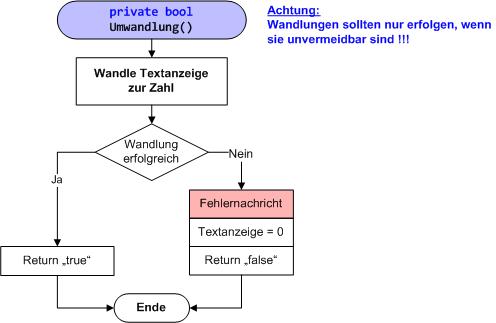 private bool
Umwandlung()
Achtung:
Wandlungen sollten nur erfolgen, wenn
sie unvermeidbar sind !!!
Wandle Textanzeige
zur Zahl
Wandlung
erfolgreich
Ja
Nein
Fehlernachricht
Textanzeige = 0
Return „true“
Return „false“
Ende